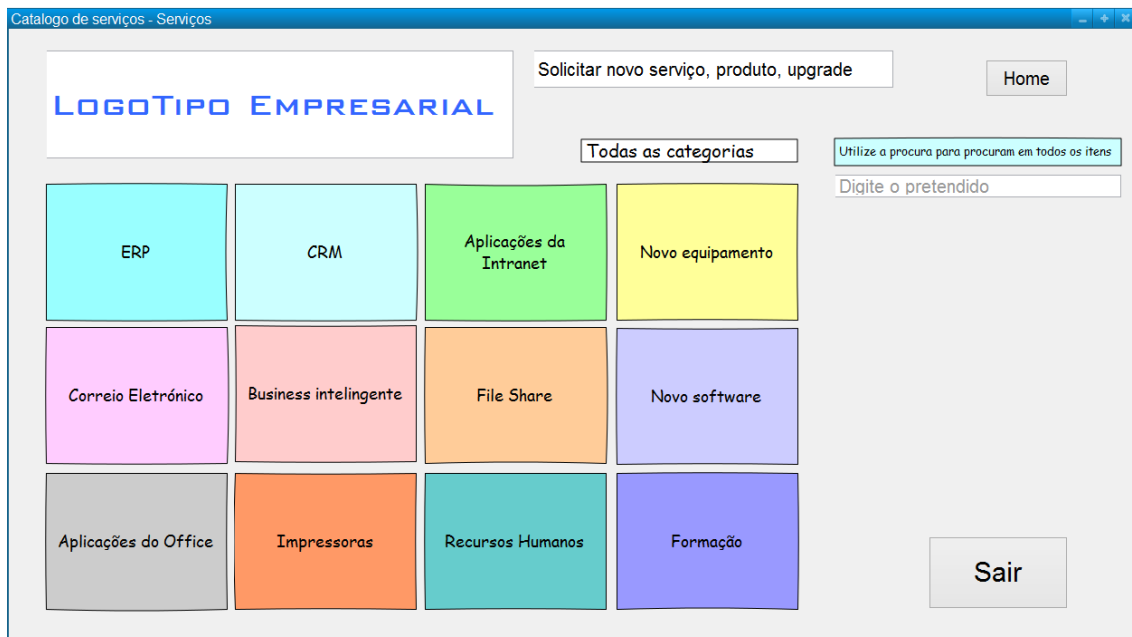 Catalogo de serviços - Serviços
LogoTipo Empresarial
Solicitar novo serviço, produto, upgrade
Home
Todas as categorias
Utilize a procura para procuram em todos os itens
Digite o pretendido
ERP
CRM
Aplicações da
Intranet
Novo equipamento
Correio Eletrónico
Business intelingente
File Share
Novo software
Aplicações do Office
Impressoras
Recursos Humanos
Formação
Sair